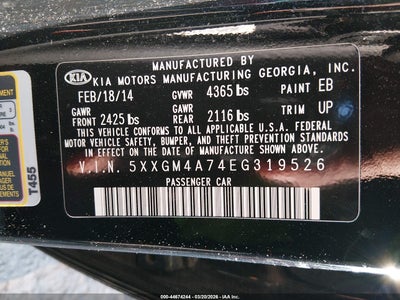 MANUFACTURED BY
KIA KIA MOTORS MANUFACTURING GEORGIA, INC.
FEB/18/14 GVWR 4365 lbs PAINT EB
GAWR FRONT 2425 lbs GAWR REAR 2116 lbs TRIM UP
THIS VEHICLE CONFORMS TO ALL APPLICABLE U.S. FEDERAL
MOTOR VEHICLE SAFETY, BUMPER, AND THEFT PREVENTION
STANDARDS IN EFFECT ON THE DATE OF MANUFACTURE SHOWN ABOVE.
V.I.N. 5XXGM4A74EG319526
PASSENGER CAR
T455
000-44674244 | 03/20/2026 - IAAI.COM